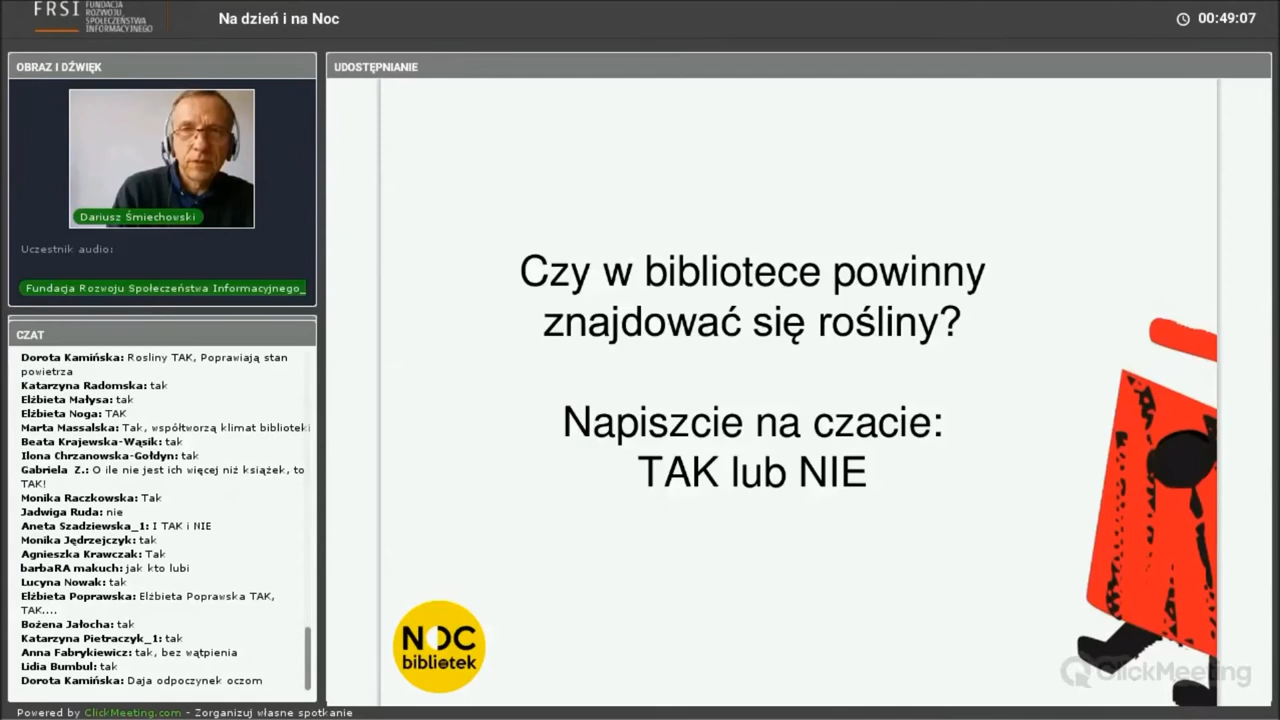 FRSI
FUNDACJA
ROZWOJU
SPOŁECZEŃSTWA
INFORMACYJNEGO
Na dzień i na Noc
00:49:07
OBRAZ I DŹWIĘK
Dariusz Śmiechowski
Uczestnik audio:
Fundacja Rozwoju Społeczeństwa Informacyjnego_
CZAT
Dorota Kamińska: Rosliny TAK, Poprawiają stan
powietrza
Katarzyna Radomska: tak
Elżbieta Małysa: tak
Elżbieta Noga: TAK
Marta Massalska: Tak, współtworzą klimat biblioteki
Beata Krajewska-Wąsik: tak
Ilona Chrzanowska-Gołdyn: tak
Gabriela Z.: O ile nie jest ich więcej niż książek, to
TAK!
Monika Raczkowska: Tak
Jadwiga Ruda: nie
Aneta Szadziewska_1: I TAK i NIE
Monika Jędrzejczyk: tak
Agnieszka Krawczak: Tak
barbaRA makuch: jak kto lubi
Lucyna Nowak: tak
Elżbieta Poprawska: Elżbieta Poprawska TAK,
TAK....
Bożena Jałocha: tak
Katarzyna Pietraczyk_1: tak
Anna Fabrykiewicz: tak, bez wątpienia
Lidia Bumbul: tak
Dorota Kamińska: Daja odpoczynek oczom
UDOSTĘPNIANIE
Czy w bibliotece powinny
znajdować się rośliny?
Napiszcie na czacie:
TAK lub NIE
NOC
bibliotek
ClickMeeting
Powered by ClickMeeting.com - Zorganizuj własne spotkanie